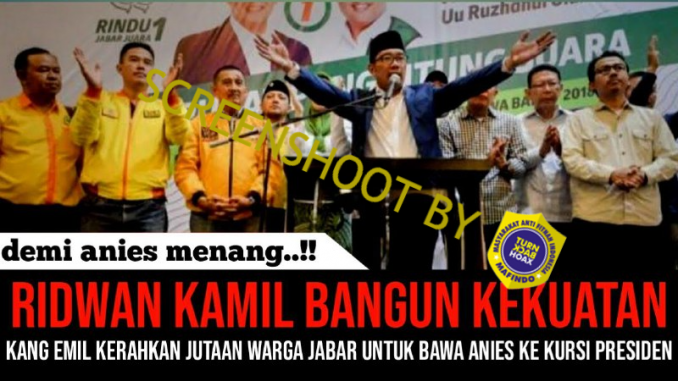 RINDU 1
JABAR JUARA
1
Uu Ruzhanul
SCREENSHOOT BY
MASYARAKAT ANTI FITNAH INDONESIA
TURN
BACK
HOAX
MAFINDO
demi anies menang..!!
RIDWAN KAMIL BANGUN KEKUATAN
KANG EMIL KERAHKAN JUTAAN WARGA JABAR UNTUK BAWA ANIES KE KURSI PRESIDEN